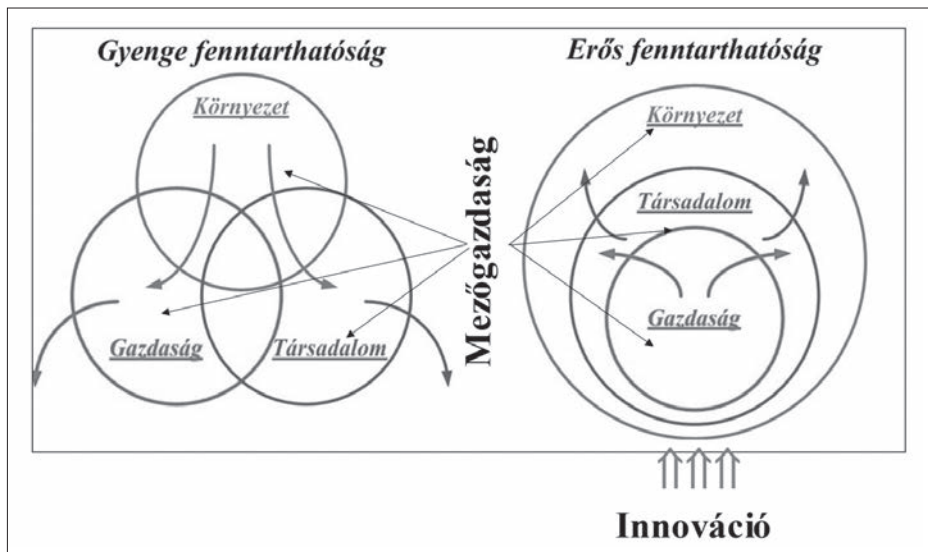 Gyenge fenntarthatóság
Erős fenntarthatóság
Környezet
Gazdaság
Társadalom
Mezőgazdaság
Környezet
Társadalom
Gazdaság
Innováció